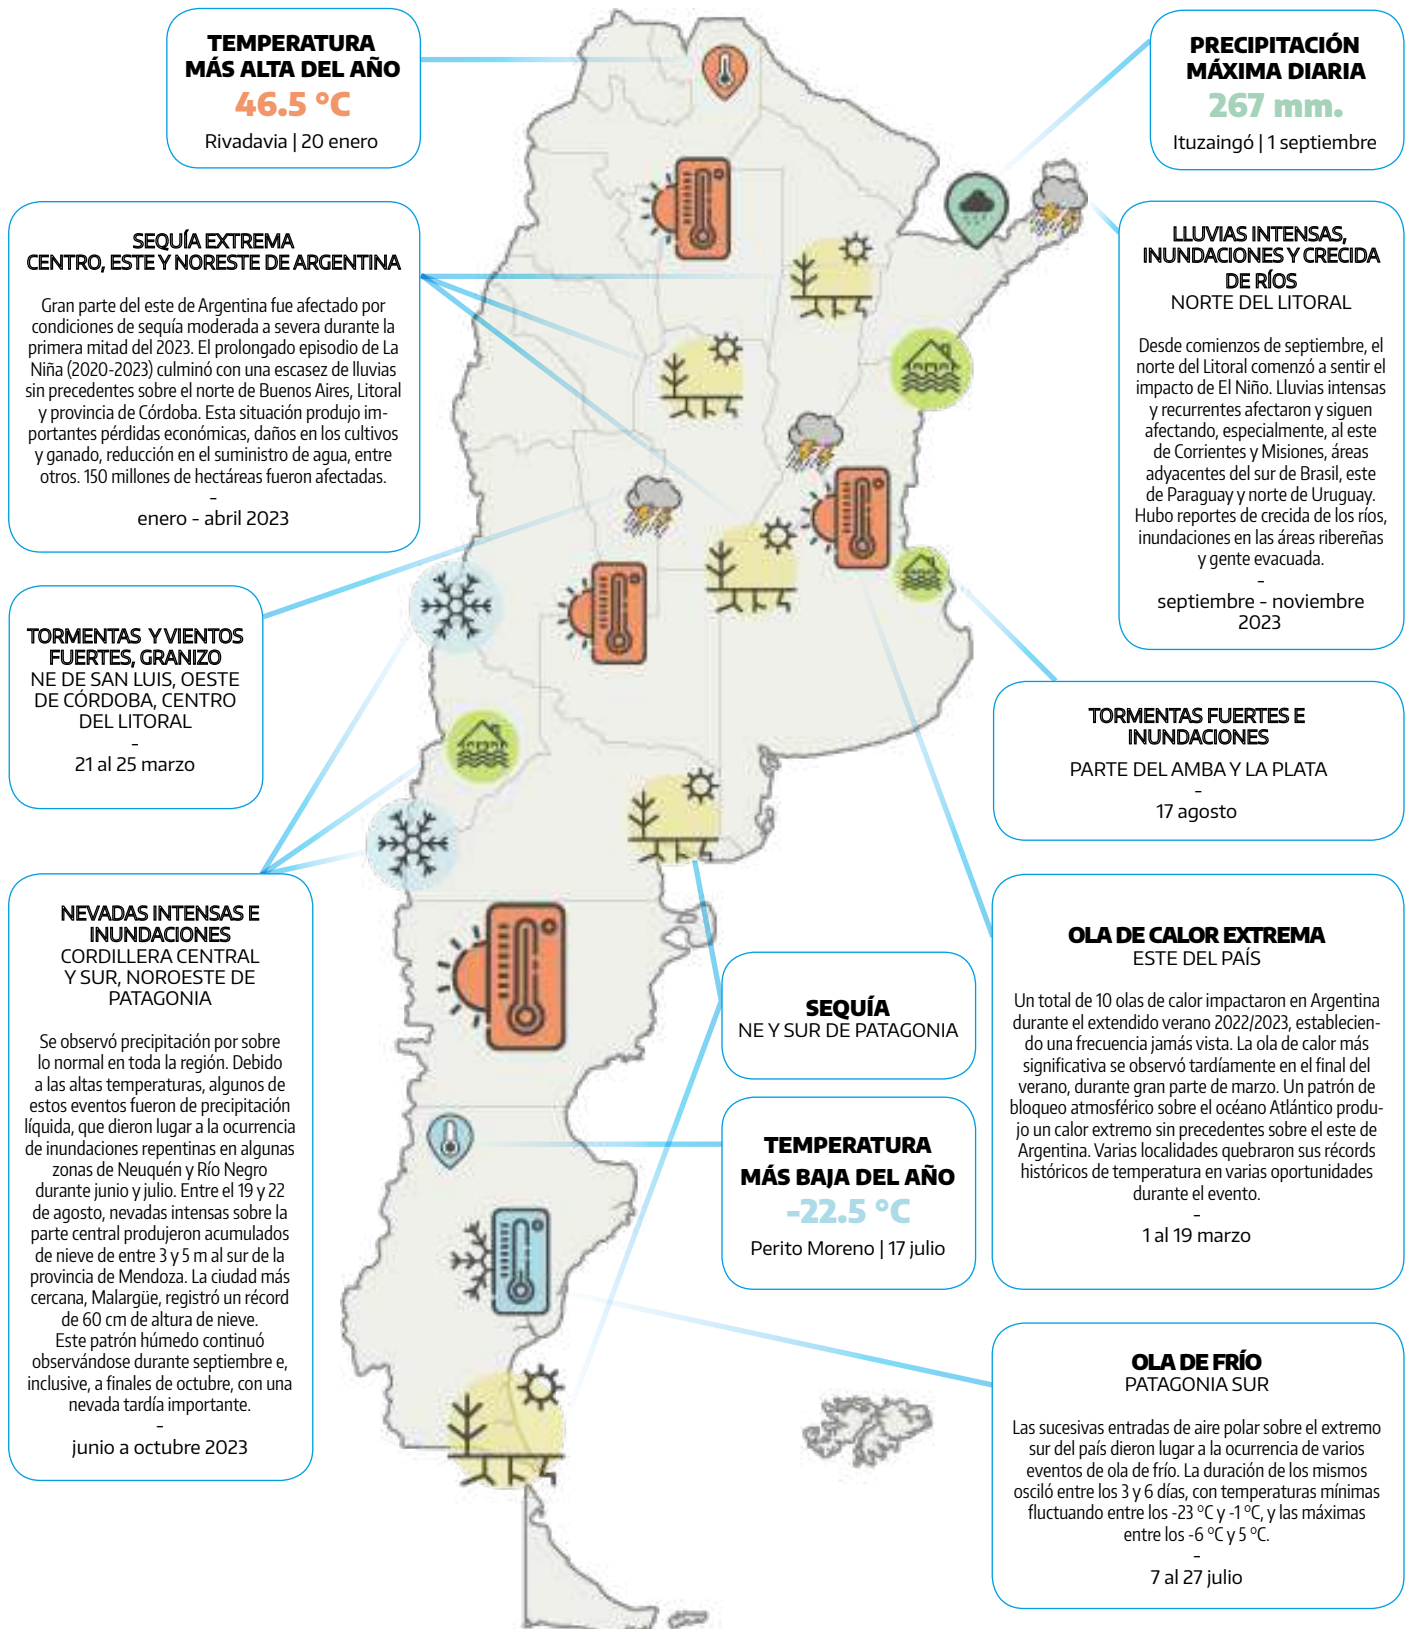 TEMPERATURA
MÁS ALTA DEL AÑO
46.5 °C
Rivadavia | 20 enero
PRECIPITACIÓN
MÁXIMA DIARIA
267 mm.
Ituzaingó | 1 septiembre
SEQUÍA EXTREMA
CENTRO, ESTE Y NORESTE DE ARGENTINA
Gran parte del este de Argentina fue afectado por
condiciones de sequía moderada a severa durante la
primera mitad del 2023. El prolongado episodio de La
Niña (2020-2023) culminó con una escasez de lluvias
sin precedentes sobre el norte de Buenos Aires, Litoral
y provincia de Córdoba. Esta situación produjo im-
portantes pérdidas económicas, daños en los cultivos
y ganado, reducción en el suministro de agua, entre
otros. 150 millones de hectáreas fueron afectadas.
-
enero - abril 2023
LLUVIAS INTENSAS,
INUNDACIONES Y CRECIDA
DE RÍOS
NORTE DEL LITORAL
Desde comienzos de septiembre, el
norte del Litoral comenzó a sentir el
impacto de El Niño. Lluvias intensas
y recurrentes afectaron y siguen
afectando, especialmente, al este
de Corrientes y Misiones, áreas
adyacentes del sur de Brasil, este
de Paraguay y norte de Uruguay.
Hubo reportes de crecida de los ríos,
inundaciones en las áreas ribereñas
y gente evacuada.
-
septiembre - noviembre
2023
TORMENTAS Y VIENTOS
FUERTES, GRANIZO
NE DE SAN LUIS, OESTE
DE CÓRDOBA, CENTRO
DEL LITORAL
-
21 al 25 marzo
TORMENTAS FUERTES E
INUNDACIONES
PARTE DEL AMBA Y LA PLATA
-
17 agosto
NEVADAS INTENSAS E
INUNDACIONES
CORDILLERA CENTRAL
Y SUR, NOROESTE DE
PATAGONIA
Se observó precipitación por sobre
lo normal en toda la región. Debido
a las altas temperaturas, algunos de
estos eventos fueron de precipitación
líquida, que dieron lugar a la ocurrencia
de inundaciones repentinas en algunas
zonas de Neuquén y Río Negro
durante junio y julio. Entre el 19 y 22
de agosto, nevadas intensas sobre la
parte central produjeron acumulados
de nieve de entre 3 y 5 m al sur de la
provincia de Mendoza. La ciudad más
cercana, Malargüe, registró un récord
de 60 cm de altura de nieve.
Este patrón húmedo continuó
observándose durante septiembre e,
inclusive, a finales de octubre, con una
nevada tardía importante.
-
junio a octubre 2023
SEQUÍA
NE Y SUR DE PATAGONIA
TEMPERATURA
MÁS BAJA DEL AÑO
-22.5 °C
Perito Moreno | 17 julio
OLA DE CALOR EXTREMA
ESTE DEL PAÍS
Un total de 10 olas de calor impactaron en Argentina
durante el extendido verano 2022/2023, establecien-
do una frecuencia jamás vista. La ola de calor más
significativa se observó tardíamente en el final del
verano, durante gran parte de marzo. Un patrón de
bloqueo atmosférico sobre el océano Atlántico produ-
jo un calor extremo sin precedentes sobre el este de
Argentina. Varias localidades quebraron sus récords
históricos de temperatura en varias oportunidades
durante el evento.
-
1 al 19 marzo
OLA DE FRÍO
PATAGONIA SUR
Las sucesivas entradas de aire polar sobre el extremo
sur del país dieron lugar a la ocurrencia de varios
eventos de ola de frío. La duración de los mismos
osciló entre los 3 y 6 días, con temperaturas mínimas
fluctuando entre los -23 °C y -1 °C, y las máximas
entre los -6 °C y 5 °C.
-
7 al 27 julio